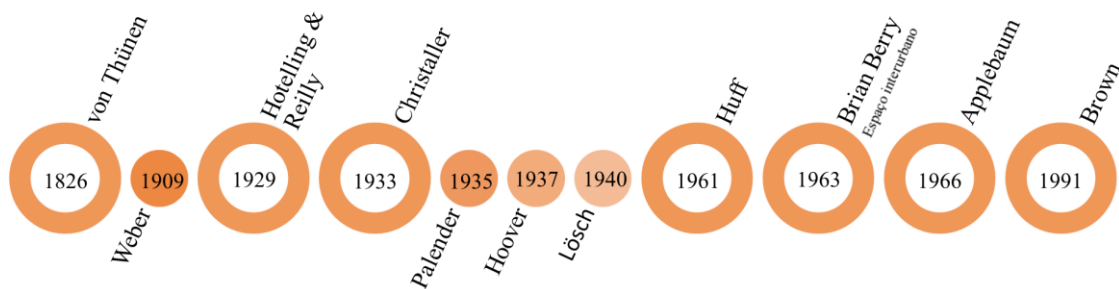 von Thünen
1826
1909
Weber
Hotelling &
Reilly
1929
Christaller
1933
1935
Palender
1937
Hoover
1940
Lösch
Huff
1961
Brian Berry
Espaço interurbano
1963
Applebaum
1966
Brown
1991